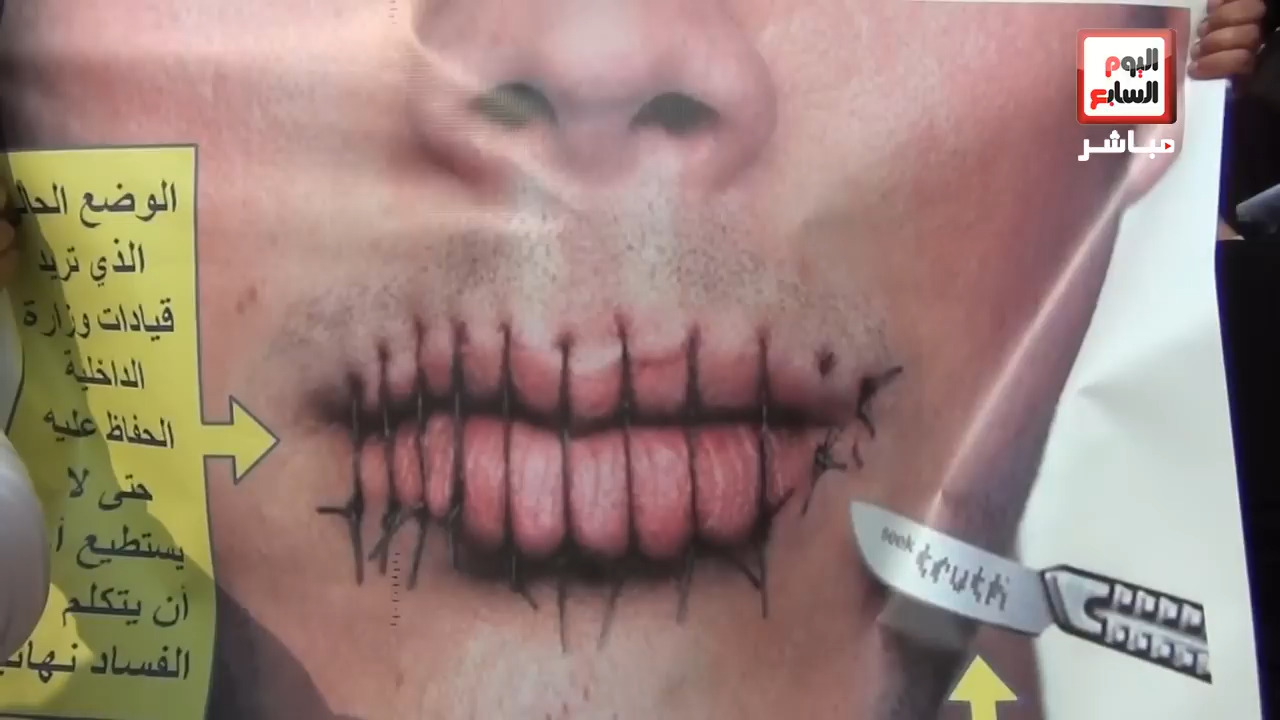 اليوم
السابع
مباشر
الوضع
الذي تريد
قيادات وزارة
الداخلية
الحفاظ عليه
حتى لا
يستطيع
أن يتكلم
الفساد
seek
truth